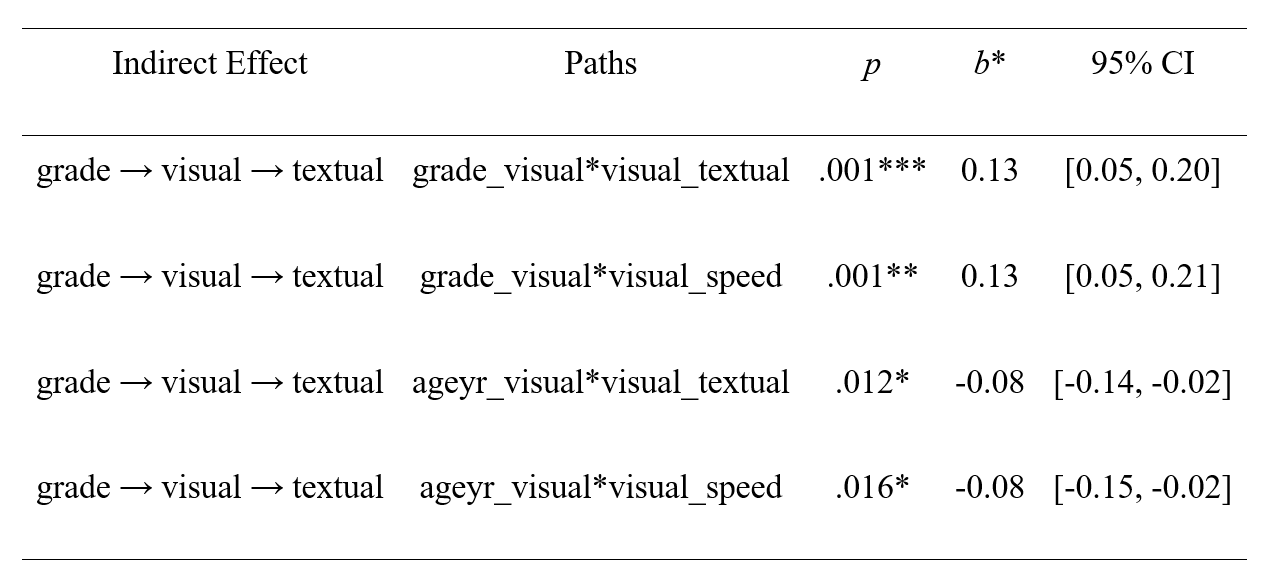 Indirect Effect Paths p b* 95% CI
grade → visual → textual grade_visual*visual_textual .001*** 0.13 [0.05, 0.20]
grade → visual → textual grade_visual*visual_speed .001** 0.13 [0.05, 0.21]
grade → visual → textual ageyr_visual*visual_textual .012* -0.08 [-0.14, -0.02]
grade → visual → textual ageyr_visual*visual_speed .016* -0.08 [-0.15, -0.02]